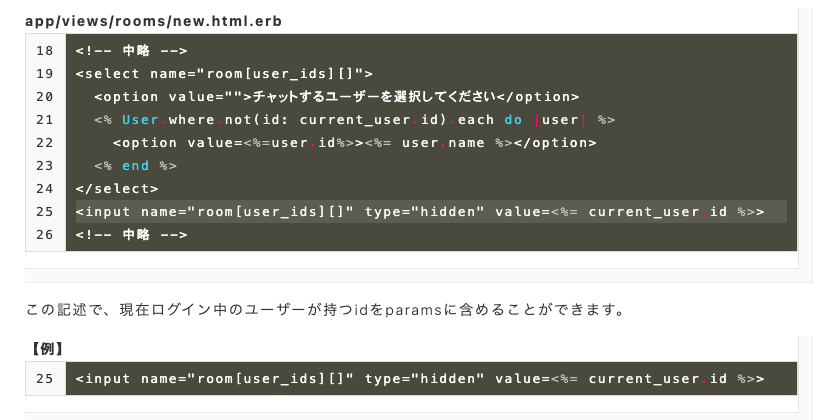 app/views/rooms/new.html.erb
18 <!-- 中略 -->
19 <select name="room[user_ids][]">
20   <option value="">チャットするユーザーを選択してください</option>
21   <% User.where.not(id: current_user.id).each do |user| %>
22     <option value=<%=user.id%>><%= user.name %></option>
23   <% end %>
24 </select>
25 <input name="room[user_ids][]" type="hidden" value=<%= current_user.id %>>
26 <!-- 中略 -->
この記述で、現在ログイン中のユーザーが持つidをparamsに含めることができます。
【例】
25 <input name="room[user_ids][]" type="hidden" value=<%= current_user.id %>>